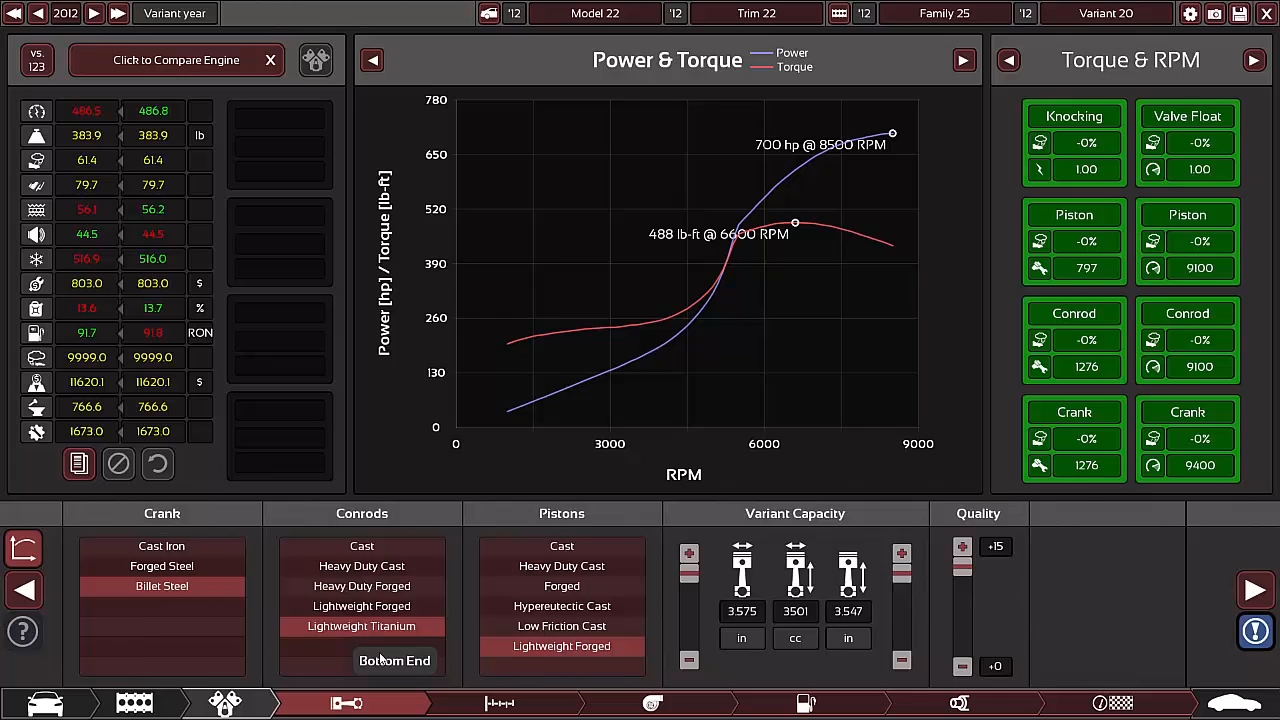 2012 Variant year '12 Model 22 '12 Trim 22 '12 Family 25 '12 Variant 20
vs. 123 Click to Compare Engine X
486.5 486.8
383.9 383.9 lb
61.4 61.4
79.7 79.7
56.1 56.2
44.5 44.5
516.9 516.0
803.0 803.0 $
13.6 13.7 %
91.7 91.8 RON
9999.0 9999.0
11620.1 11620.1 $
766.6 766.6
1673.0 1673.0
Power & Torque
Power
Torque
Power [hp] / Torque [lb-ft]
780
650
520
390
260
130
0
700 hp @ 8500 RPM
488 lb-ft @ 6600 RPM
0 3000 6000 9000
RPM
Torque & RPM
Knocking Valve Float
-0% -0%
1.00 1.00
Piston Piston
-0% -0%
797 9100
Conrod Conrod
-0% -0%
1276 9100
Crank Crank
-0% -0%
1276 9400
Crank
Cast Iron
Forged Steel
Billet Steel
Conrods
Cast
Heavy Duty Cast
Heavy Duty Forged
Lightweight Forged
Lightweight Titanium
Bottom End
Pistons
Cast
Heavy Duty Cast
Forged
Hypereutectic Cast
Low Friction Cast
Lightweight Forged
Variant Capacity
3.575 3501 3.547
in cc in
Quality
+15
+0
?